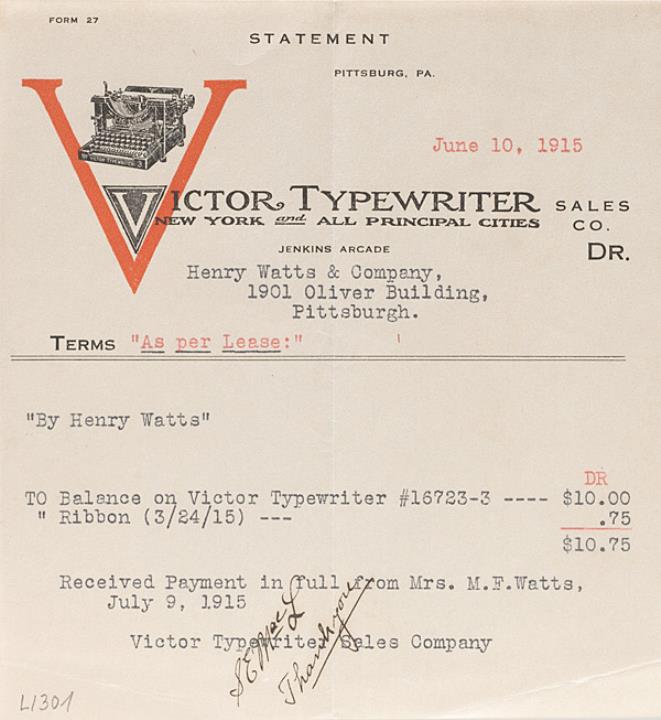 FORM 27
STATEMENT
PITTSBURG, PA.
June 10, 1915
VICTOR TYPEWRITER SALES CO.
NEW YORK and ALL PRINCIPAL CITIES
JENKINS ARCADE
DR.
Henry Watts & Company,
1901 Oliver Building,
Pittsburgh.
TERMS "As per Lease:"
"By Henry Watts"
DR
TO Balance on Victor Typewriter #16723-3 ---- $10.00
" Ribbon (3/24/15) --- .75
$10.75
Received Payment in full from Mrs. M.F.Watts,
July 9, 1915
Victor Typewriter Sales Company
Thank you
L1301